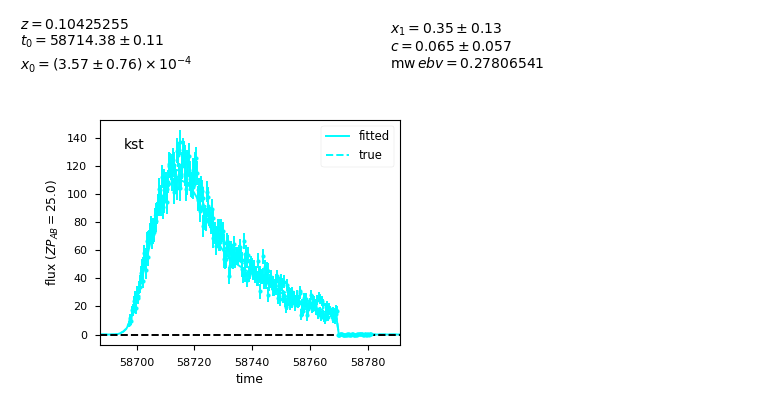 z = 0.10425255
t₀ = 58714.38 ± 0.11
x₀ = (3.57 ± 0.76) × 10⁻⁴
x₁ = 0.35 ± 0.13
c = 0.065 ± 0.057
mw ebv = 0.27806541
kst
fitted
true
140
120
100
80
60
40
20
0
flux (ZP_AB = 25.0)
58700 58720 58740 58760 58780
time